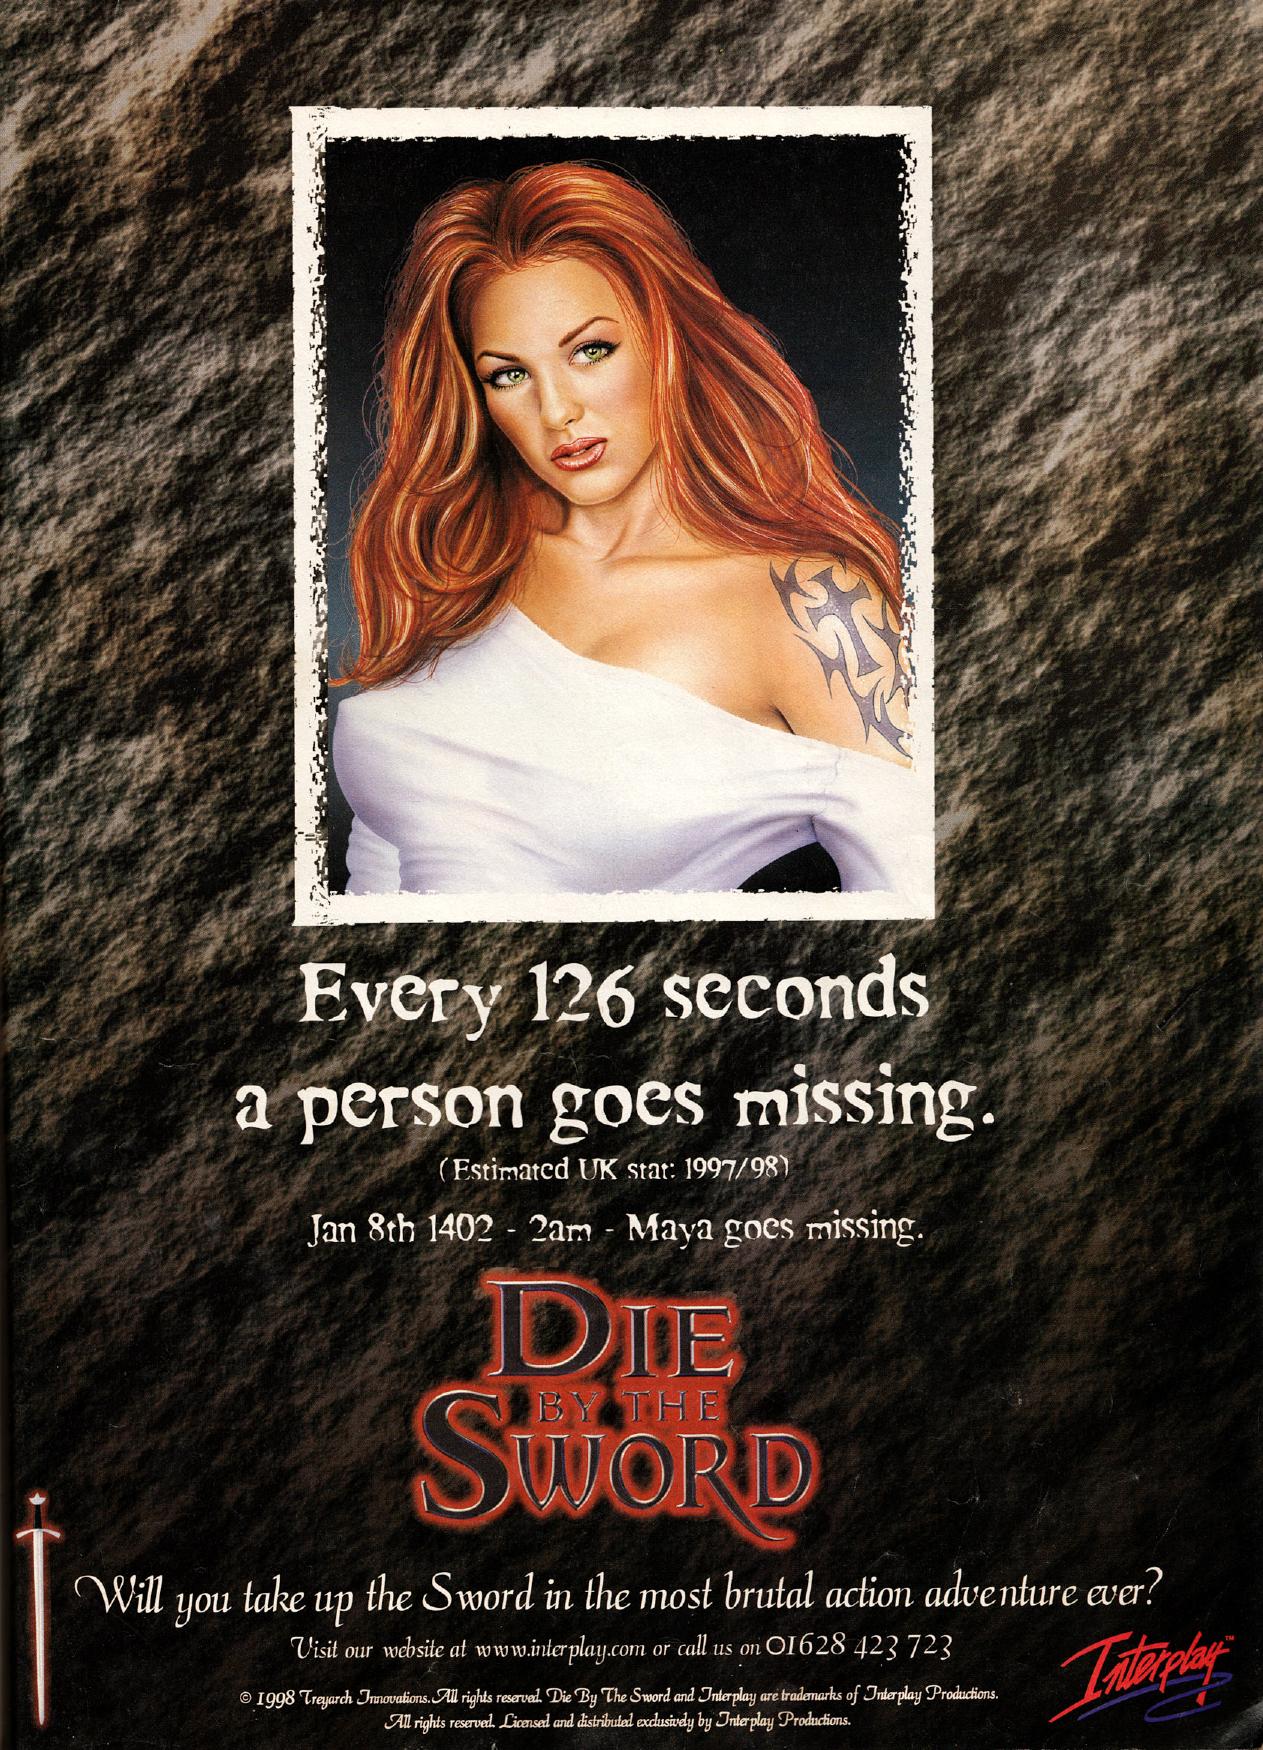 Every 126 seconds
a person goes missing.
(Estimated UK stat: 1997/98)
Jan 8th 1402 - 2am - Maya goes missing.
DIE
BY THE
SWORD
Will you take up the Sword in the most brutal action adventure ever?
Visit our website at www.interplay.com or call us on 01628 423 723
Interplay™
© 1998 Treyarch Innovations. All rights reserved. Die By The Sword and Interplay are trademarks of Interplay Productions.
All rights reserved. Licensed and distributed exclusively by Interplay Productions.